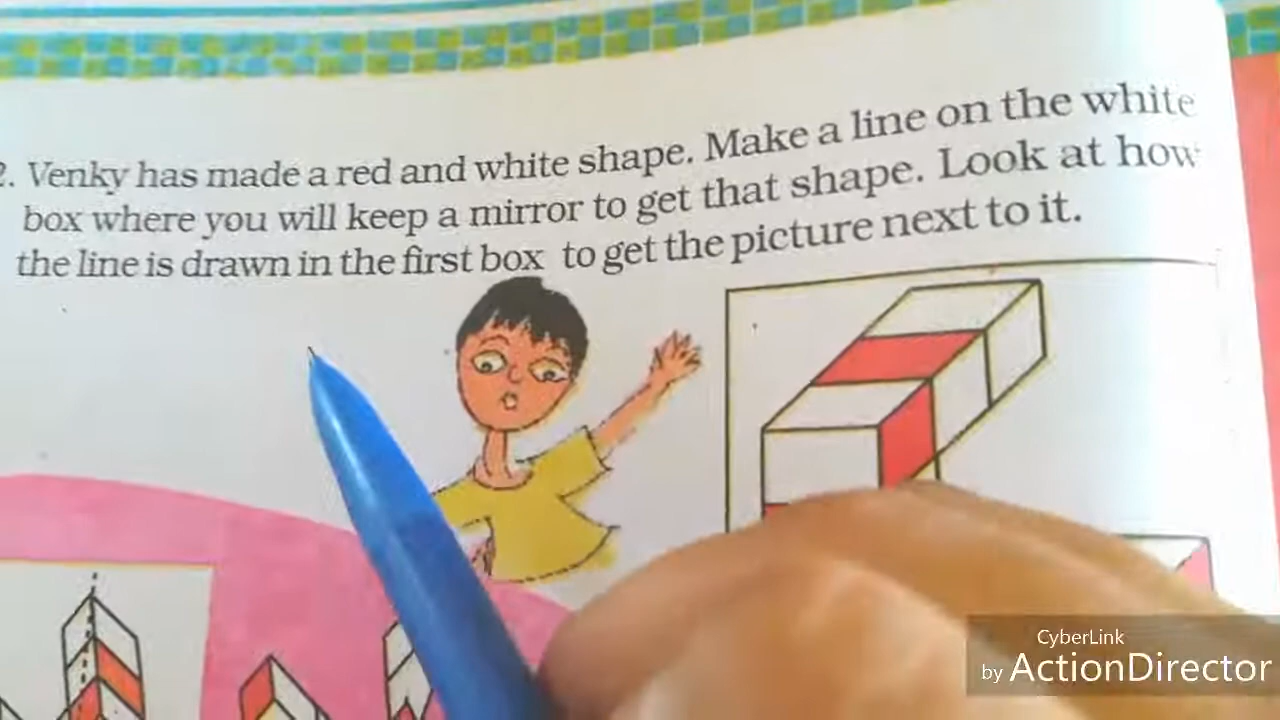 2. Venky has made a red and white shape. Make a line on the white
box where you will keep a mirror to get that shape. Look at how
the line is drawn in the first box to get the picture next to it.
CyberLink
by ActionDirector